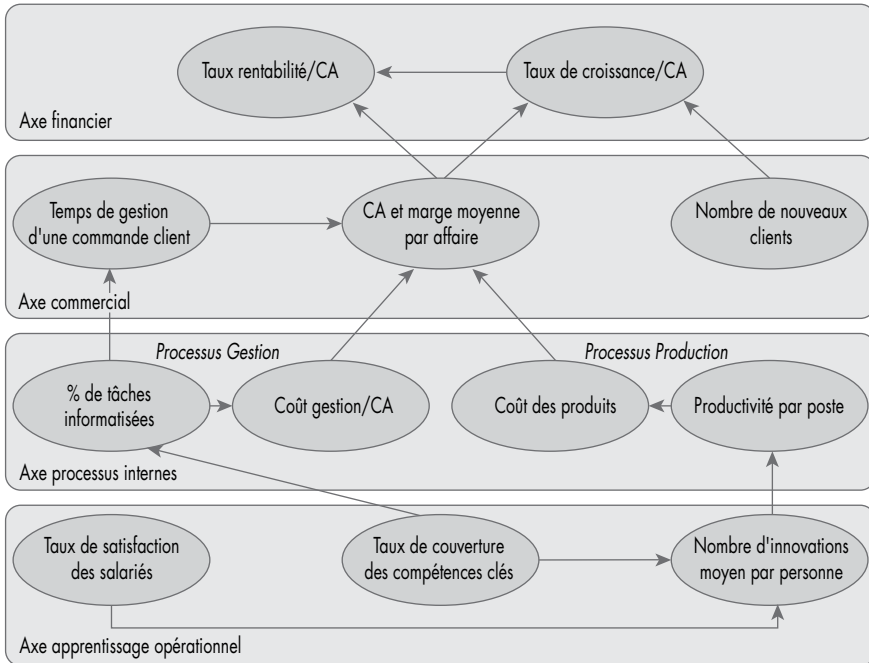 Taux rentabilité/CA
Taux de croissance/CA
Axe financier
Temps de gestion
d'une commande client
CA et marge moyenne
par affaire
Nombre de nouveaux
clients
Axe commercial
Processus Gestion
Processus Production
% de tâches
informatisées
Coût gestion/CA
Coût des produits
Productivité par poste
Axe processus internes
Taux de satisfaction
des salariés
Taux de couverture
des compétences clés
Nombre d'innovations
moyen par personne
Axe apprentissage opérationnel